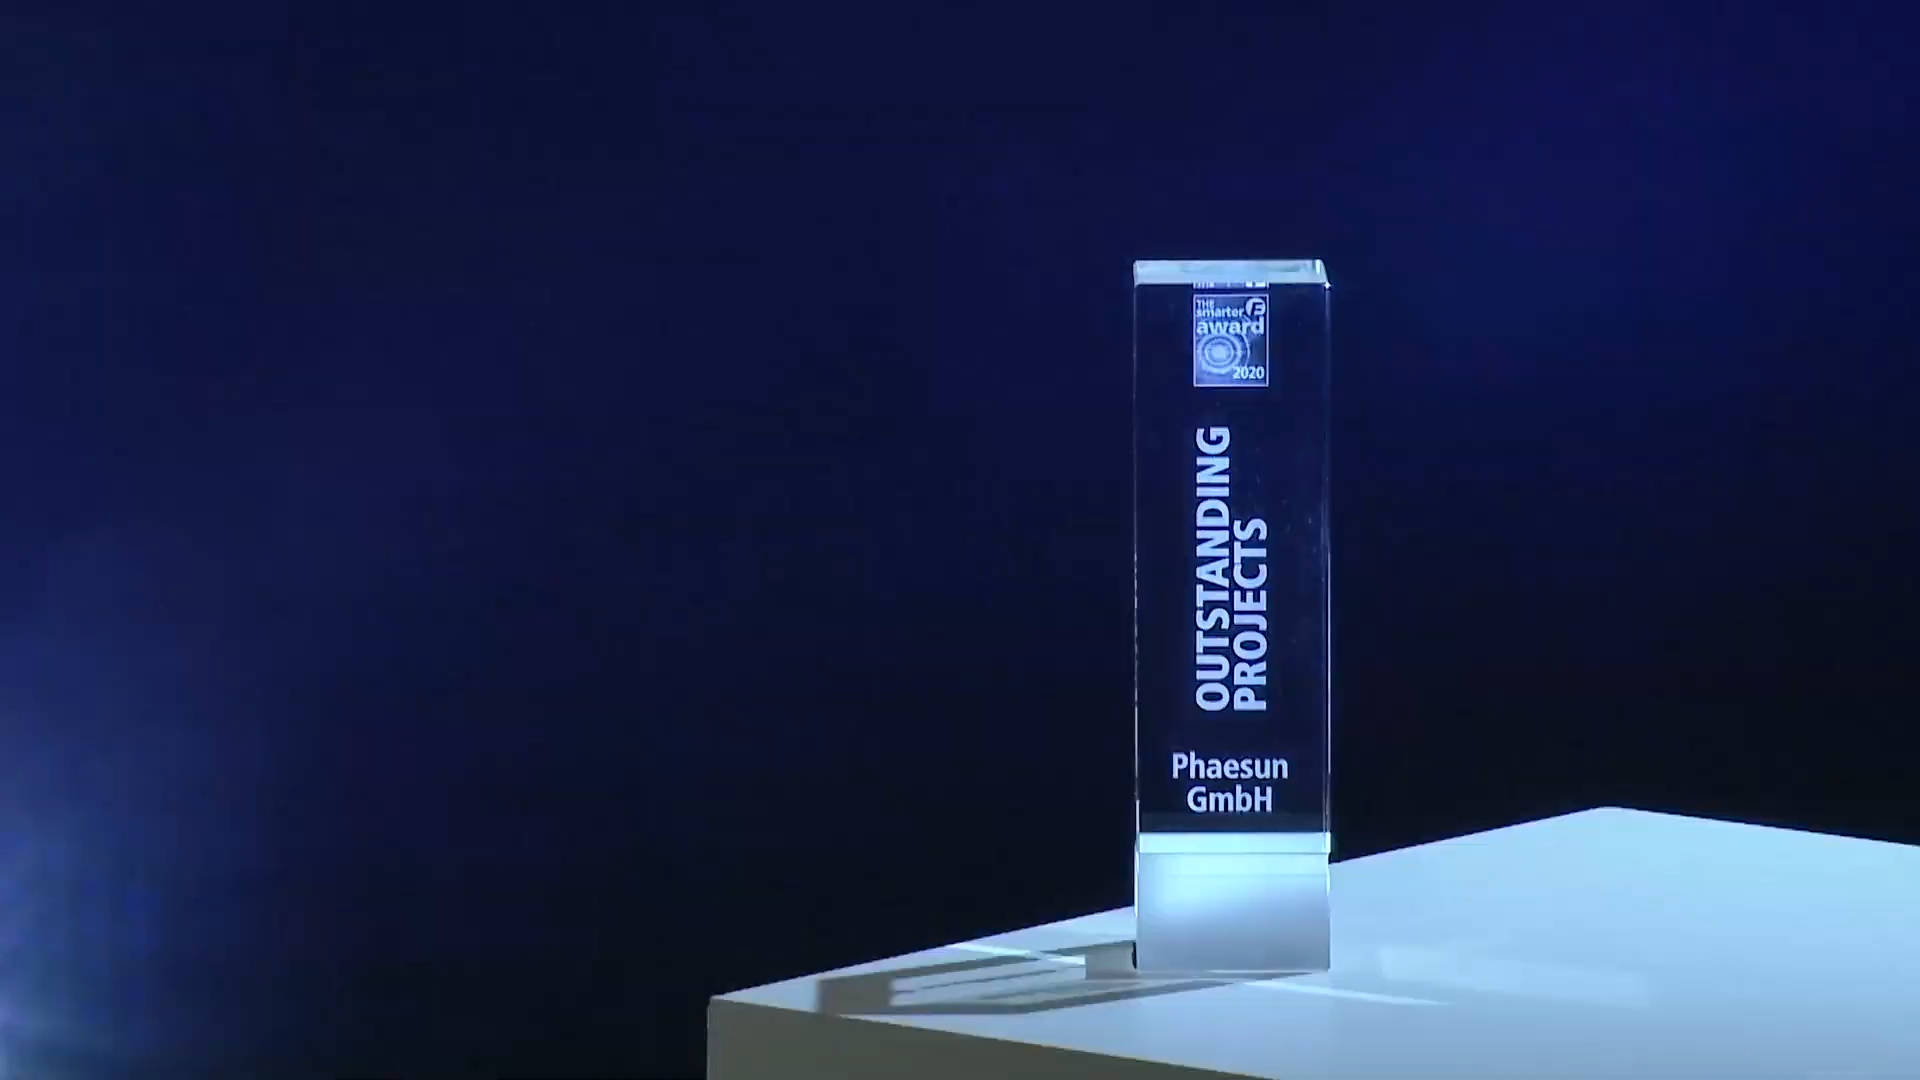 THE
smarter E
award
2020
OUTSTANDING
PROJECTS
Phaesun
GmbH